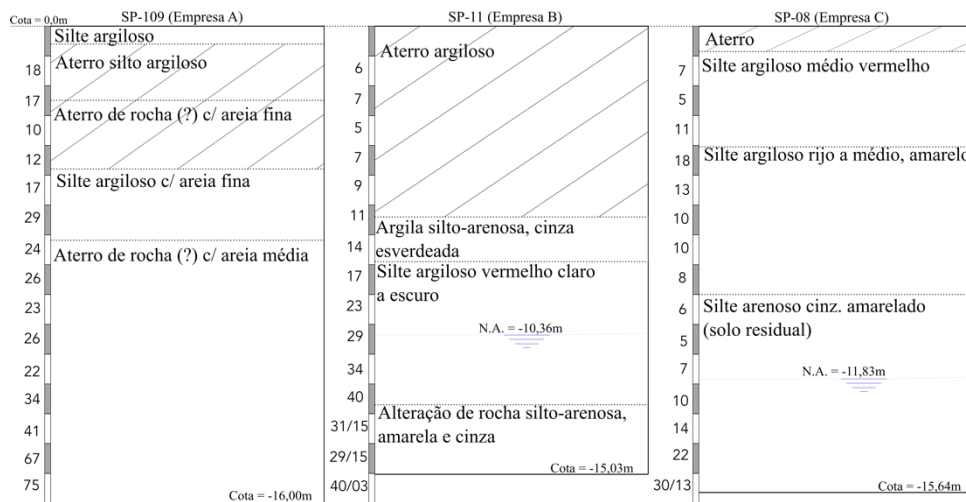 Cota = 0,0m
SP-109 (Empresa A)
Silte argiloso
Aterro silto argiloso
18
17
Aterro de rocha (?) c/ areia fina
10
12
Silte argiloso c/ areia fina
17
29
24
Aterro de rocha (?) c/ areia média
26
23
26
22
34
41
67
75
Cota = -16,00m
SP-11 (Empresa B)
Aterro argiloso
6
7
5
7
9
11
Argila silto-arenosa, cinza
esverdeada
14
17
Silte argiloso vermelho claro
a escuro
23
N.A. = -10,36m
29
34
40
Alteração de rocha silto-arenosa,
amarela e cinza
31/15
29/15
Cota = -15,03m
40/03
SP-08 (Empresa C)
Aterro
7
Silte argiloso médio vermelho
5
11
18
Silte argiloso rijo a médio, amarelo
13
10
10
8
6
Silte arenoso cinz. amarelado
(solo residual)
5
7
N.A. = -11,83m
10
14
22
30/13
Cota = -15,64m